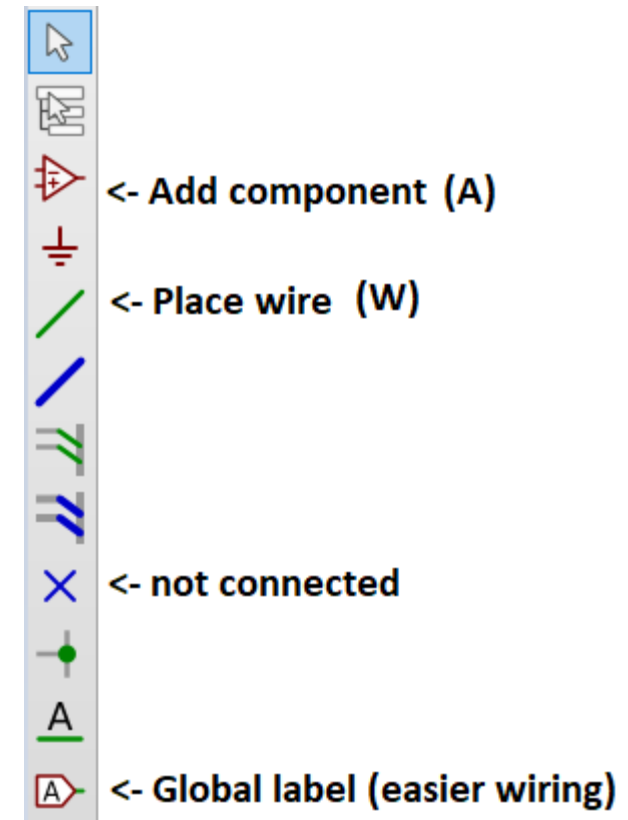 <- Add component (A)
<- Place wire (W)
<- not connected
A
A <- Global label (easier wiring)